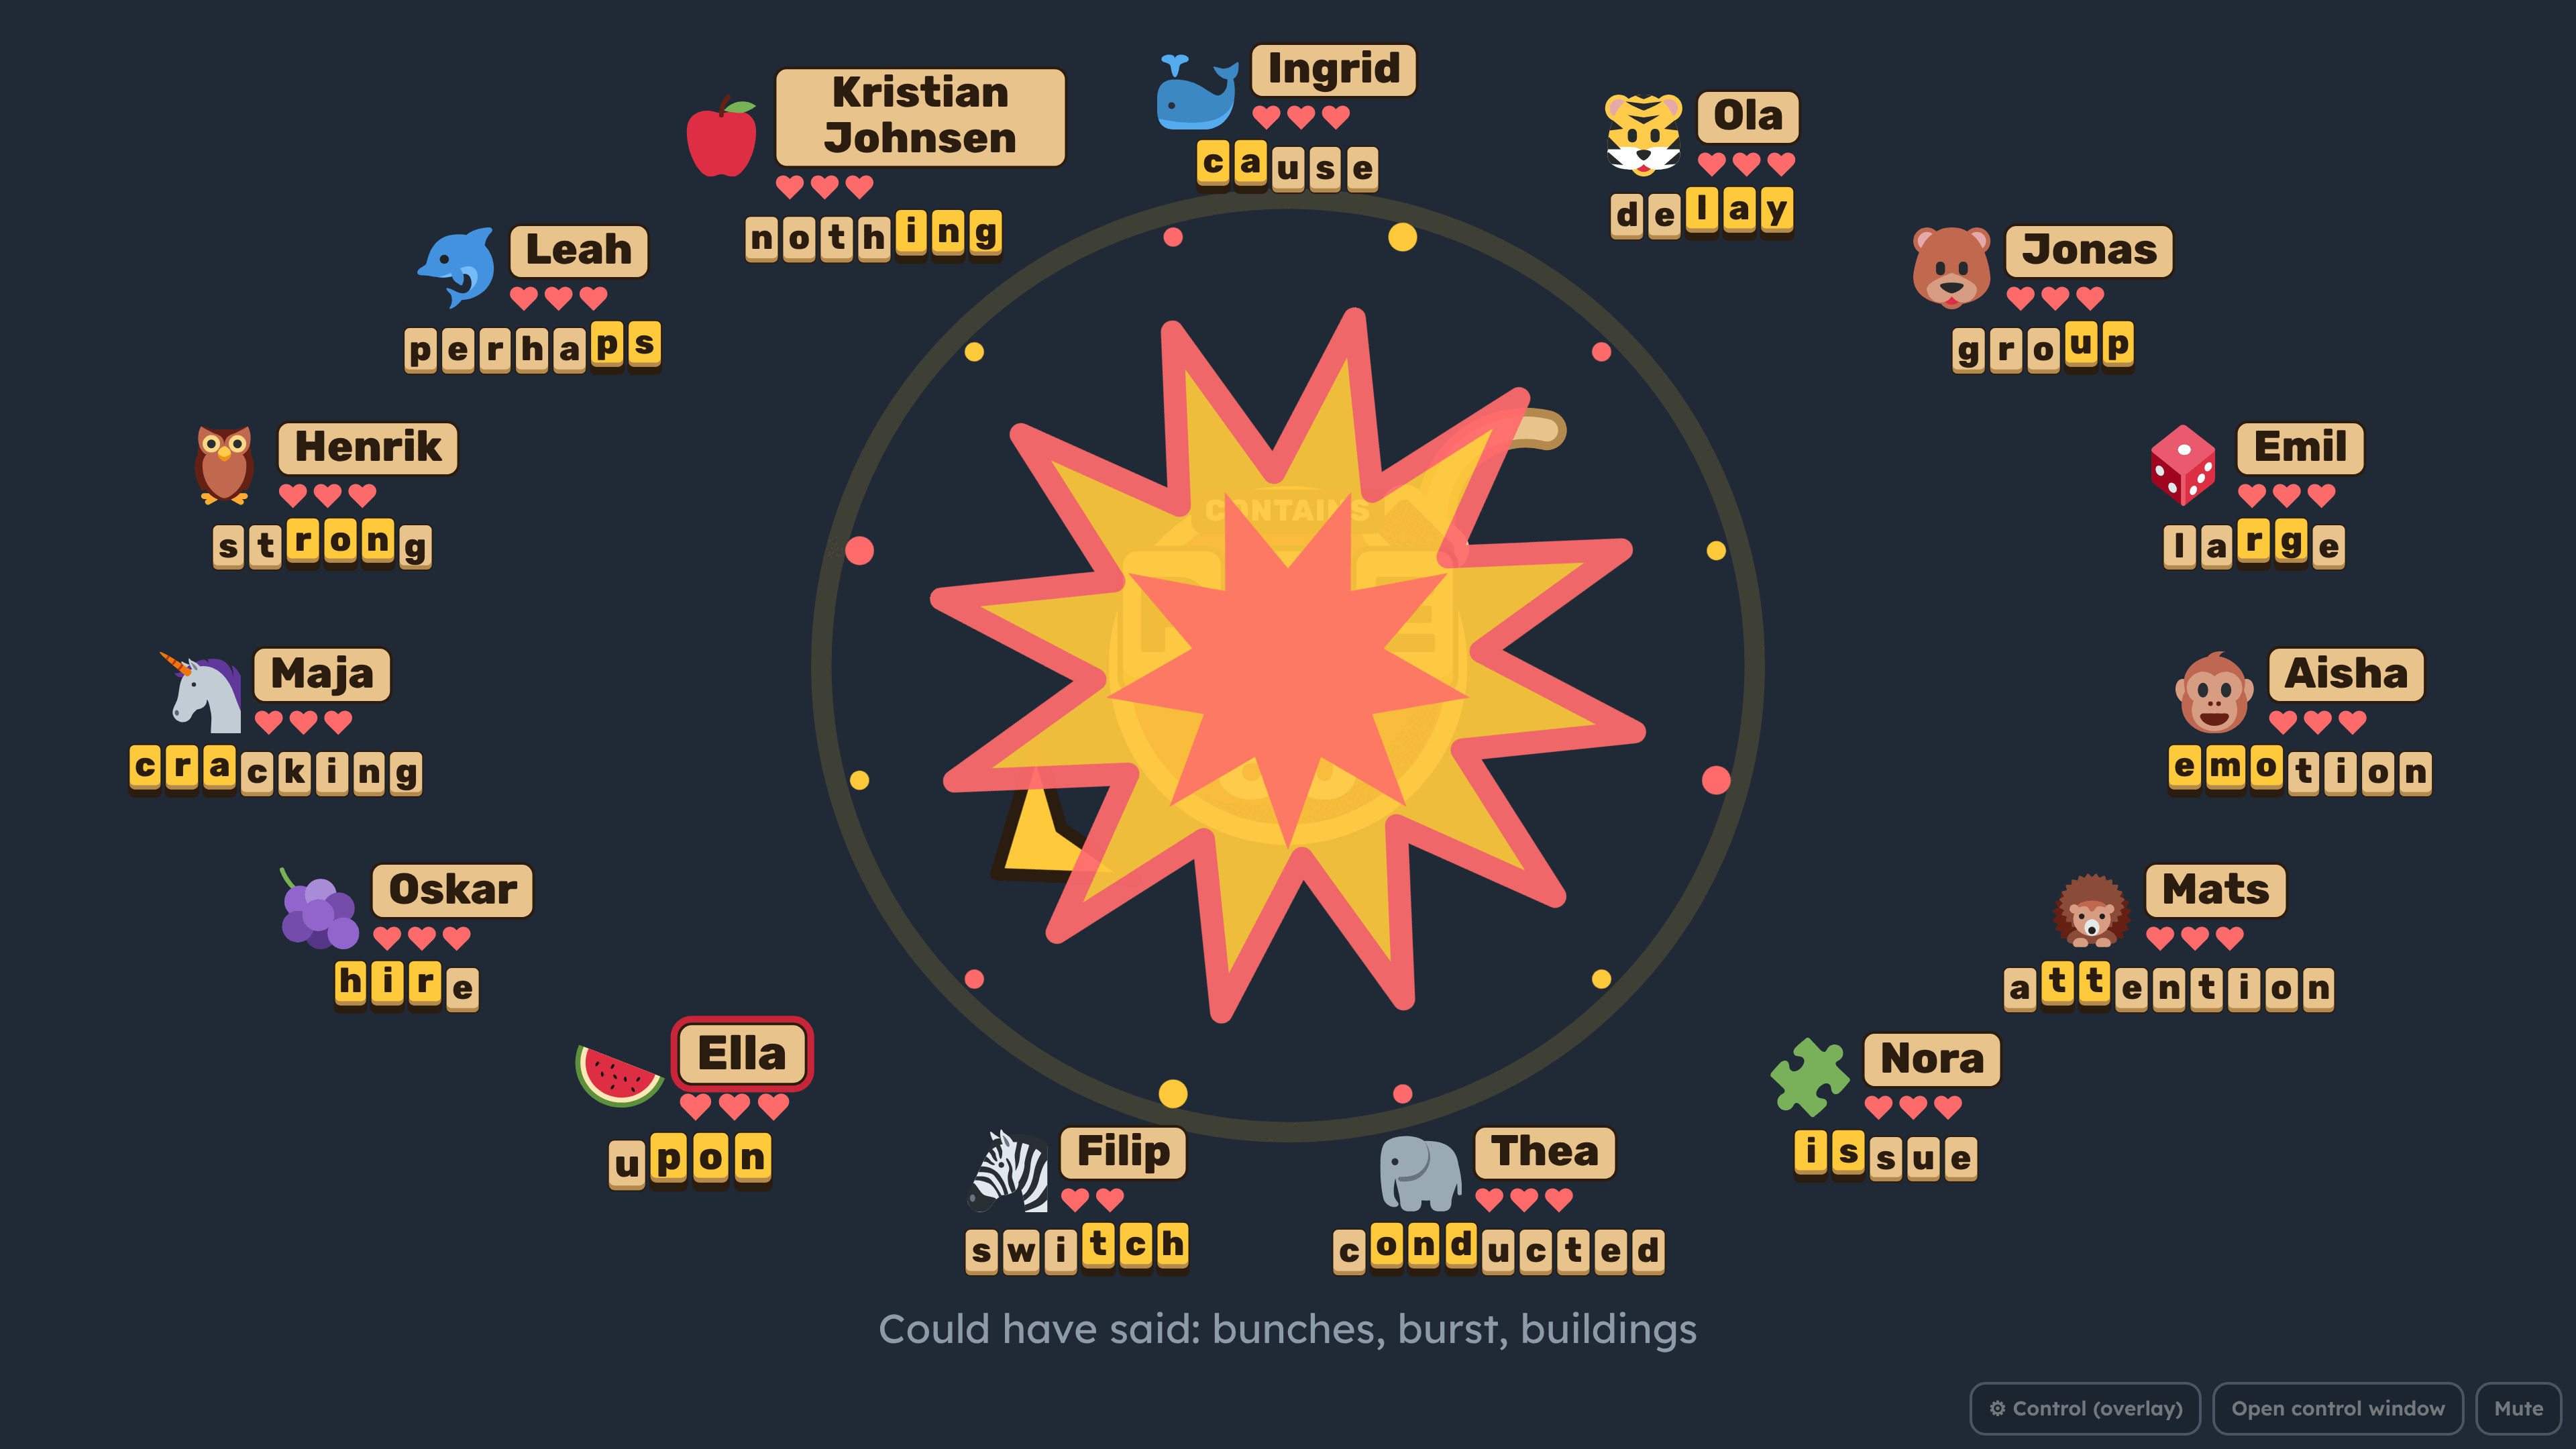 Kristian
Johnsen
nothing
Ingrid
cause
Ola
delay
Leah
perhaps
Jonas
group
Henrik
strong
Emil
large
CONTAINS
Maja
cracking
Aisha
emotion
Oskar
hire
Mats
attention
Ella
upon
Nora
issue
Filip
switch
Thea
conducted
Could have said: bunches, burst, buildings
⚙ Control (overlay)
Open control window
Mute